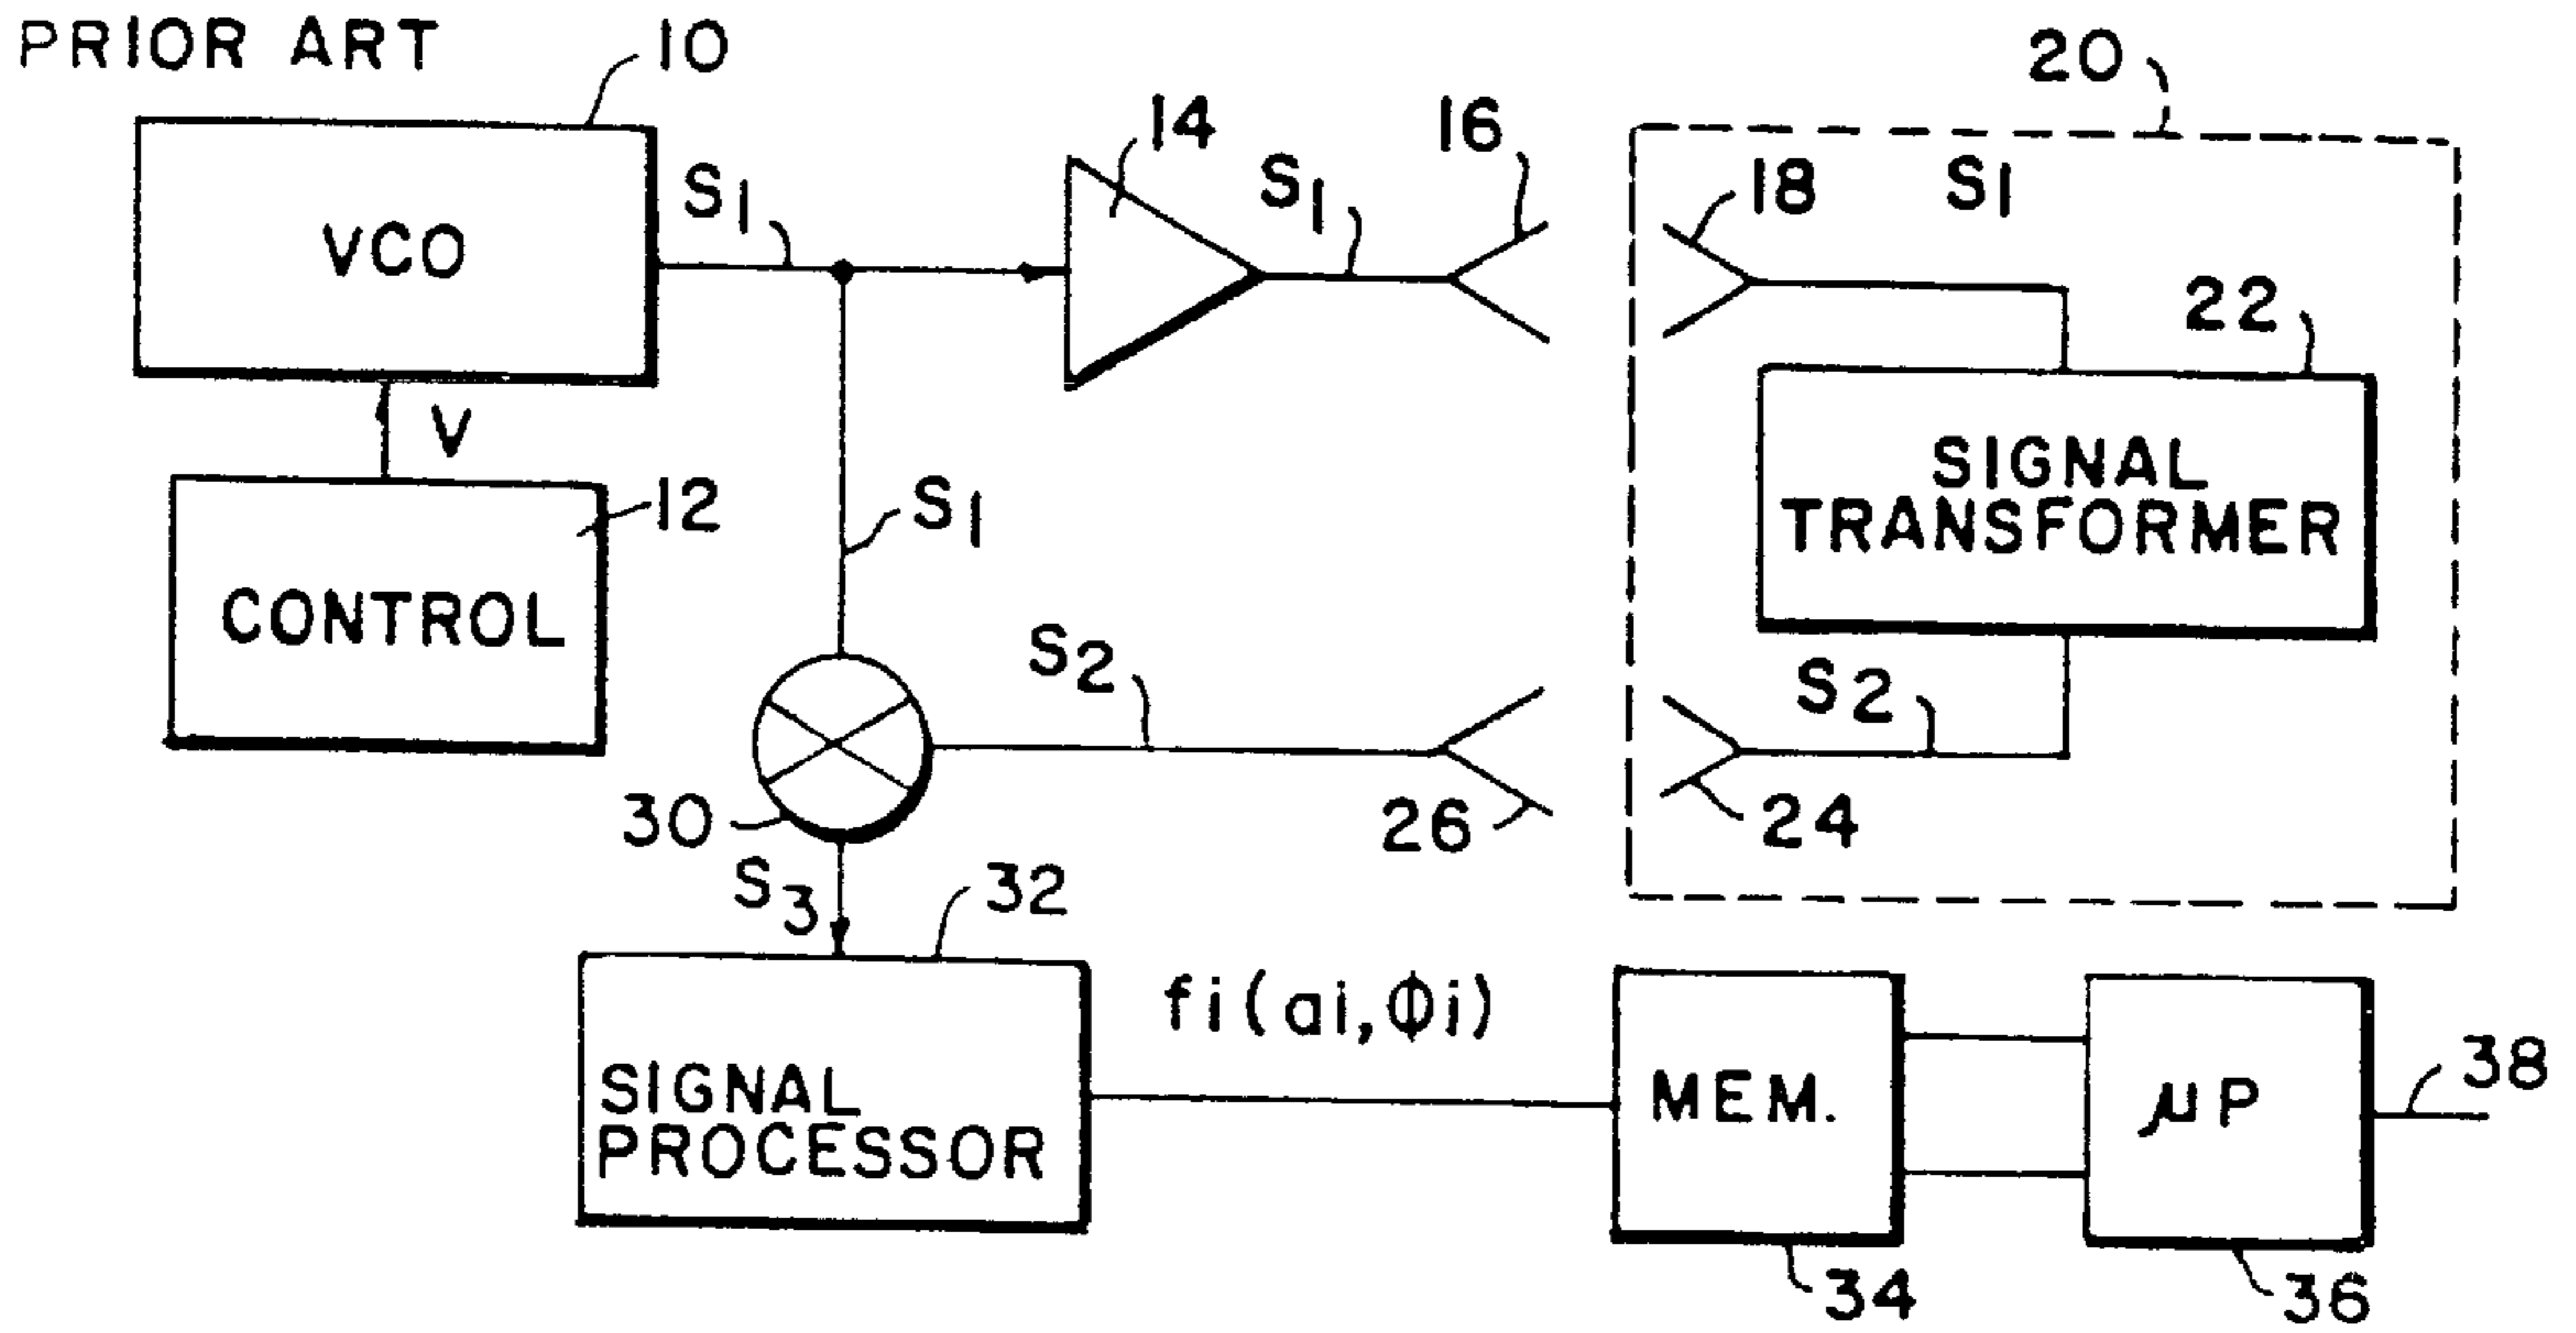 PRIOR ART
10
20
14
16
S1
S1
18
S1
VCO
22
V
12
S1
SIGNAL
TRANSFORMER
CONTROL
S2
S2
30
26
24
S3
32
fi(ai,φi)
SIGNAL
PROCESSOR
MEM.
μP
38
34
36